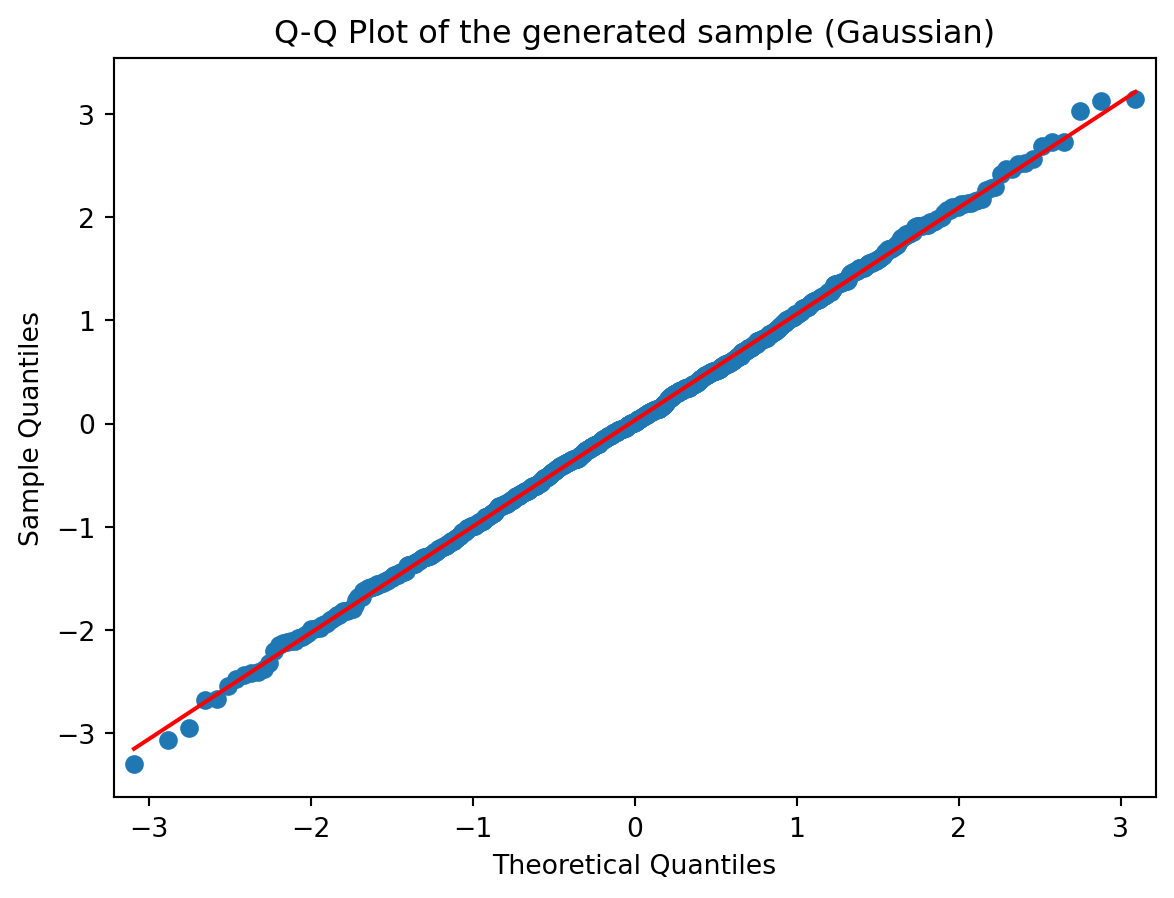 Q-Q Plot of the generated sample (Gaussian)
3
2
1
0
−1
−2
−3
Sample Quantiles
−3 −2 −1 0 1 2 3
Theoretical Quantiles